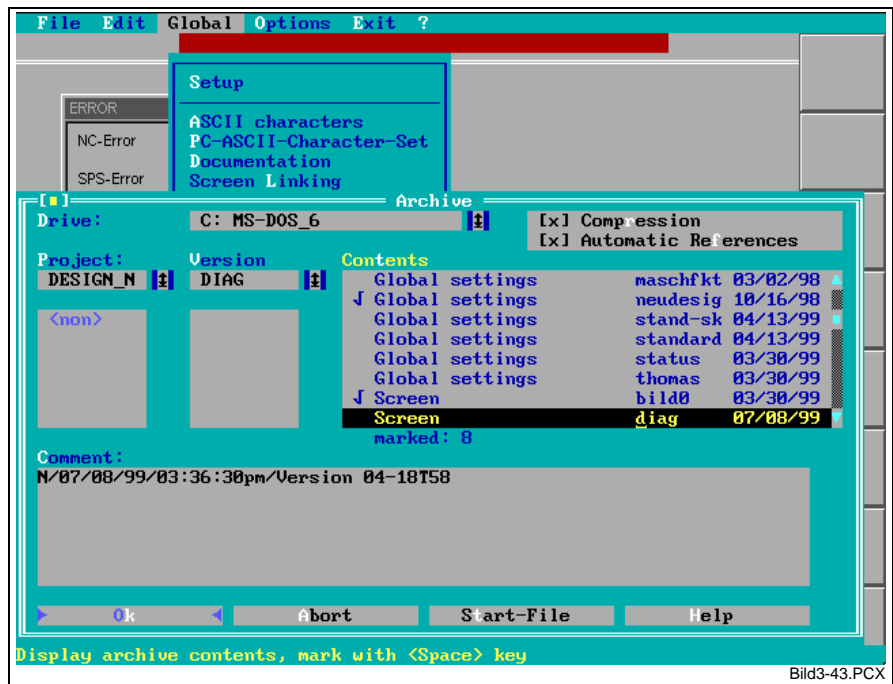 File Edit Global Options Exit ?
Setup
ERROR
ASCII characters
NC-Error
PC-ASCII-Character-Set
Documentation
SPS-Error
Screen Linking
Archive
Drive: C: MS-DOS_6 [x] Compression
[x] Automatic References
Project: Version Contents
DESIGN_N DIAG Global settings maschfkt 03/02/98
√ Global settings neudesig 10/16/98
<non> Global settings stand-sk 04/13/99
Global settings standard 04/13/99
Global settings status 03/30/99
Global settings thomas 03/30/99
√ Screen bild0 03/30/99
Screen diag 07/08/99
marked: 8
Comment:
N/07/08/99/03:36:30pm/Version 04-18T58
Ok Abort Start-File Help
Display archive contents, mark with <Space> key
Bild3-43.PCX